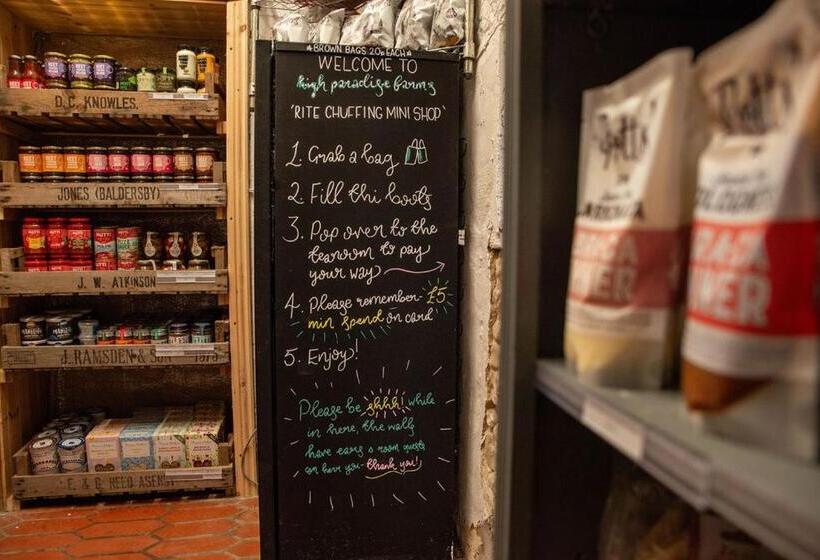 *BROWN BAGS 20p EACH*
WELCOME TO
high paradise farms
'RITE CHUFFING MINI SHOP'
1. Grab a bag
2. Fill thi boots
3. Pop over to the
tearoom to pay
your way
4. Please remember £5
min spend on card
5. Enjoy!
Please be shhh! while
in here, the walls
have ears & room guests
can hear you - thank you!
D. C. KNOWLES.
JONES (BALDERSBY)
J. W. ATKINSON
J. RAMSDEN & S